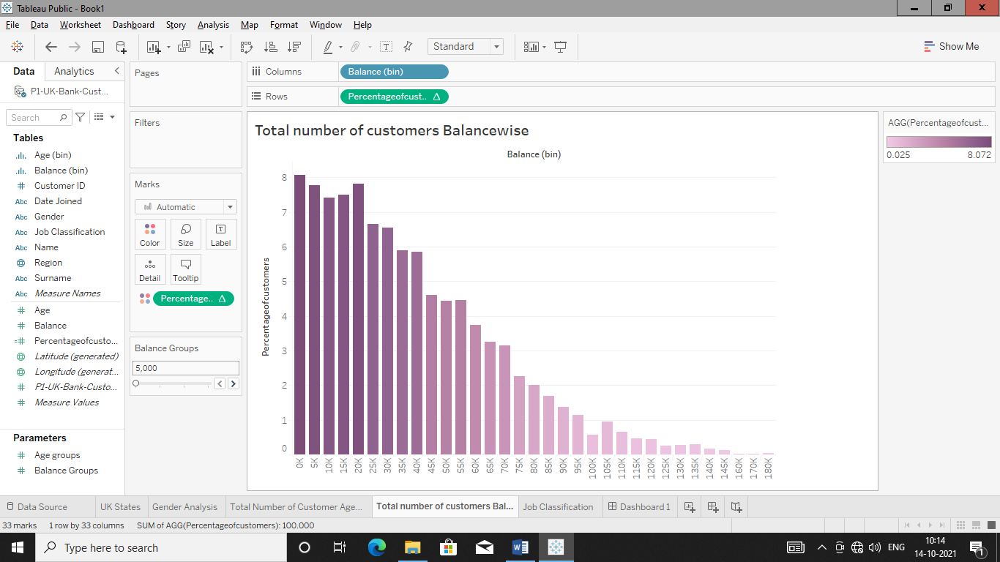 Tableau Public - Book1
File Data Worksheet Dashboard Story Analysis Map Format Window Help
Standard
Show Me
Data Analytics
P1-UK-Bank-Cust...
Search
Tables
Age (bin)
Balance (bin)
Customer ID
Abc Date Joined
Abc Gender
Abc Job Classification
Abc Name
Region
Abc Surname
Abc Measure Names
Age
Balance
Percentageofcusto...
Latitude (generated)
Longitude (generat...
P1-UK-Bank-Custo...
Measure Values
Parameters
Age groups
Balance Groups
Pages
Filters
Marks
Automatic
Color Size Label
Detail Tooltip
Percentage..
Balance Groups
5,000
Columns Balance (bin)
Rows Percentageofcust..
Total number of customers Balancewise
Balance (bin)
Percentageofcustomers
8
7
6
5
4
3
2
1
0
0K 5K 10K 15K 20K 25K 30K 35K 40K 45K 50K 55K 60K 65K 70K 75K 80K 85K 90K 95K 100K 105K 110K 115K 120K 125K 130K 135K 140K 145K 160K 170K 180K
AGG(Percentageofcust...
0.025 8.072
Data Source UK States Gender Analysis Total Number of Customer Age... Total number of customers Bal... Job Classification Dashboard 1
33 marks 1 row by 33 columns SUM of AGG(Percentageofcustomers): 100.000
Type here to search
ENG
10:14
14-10-2021
1